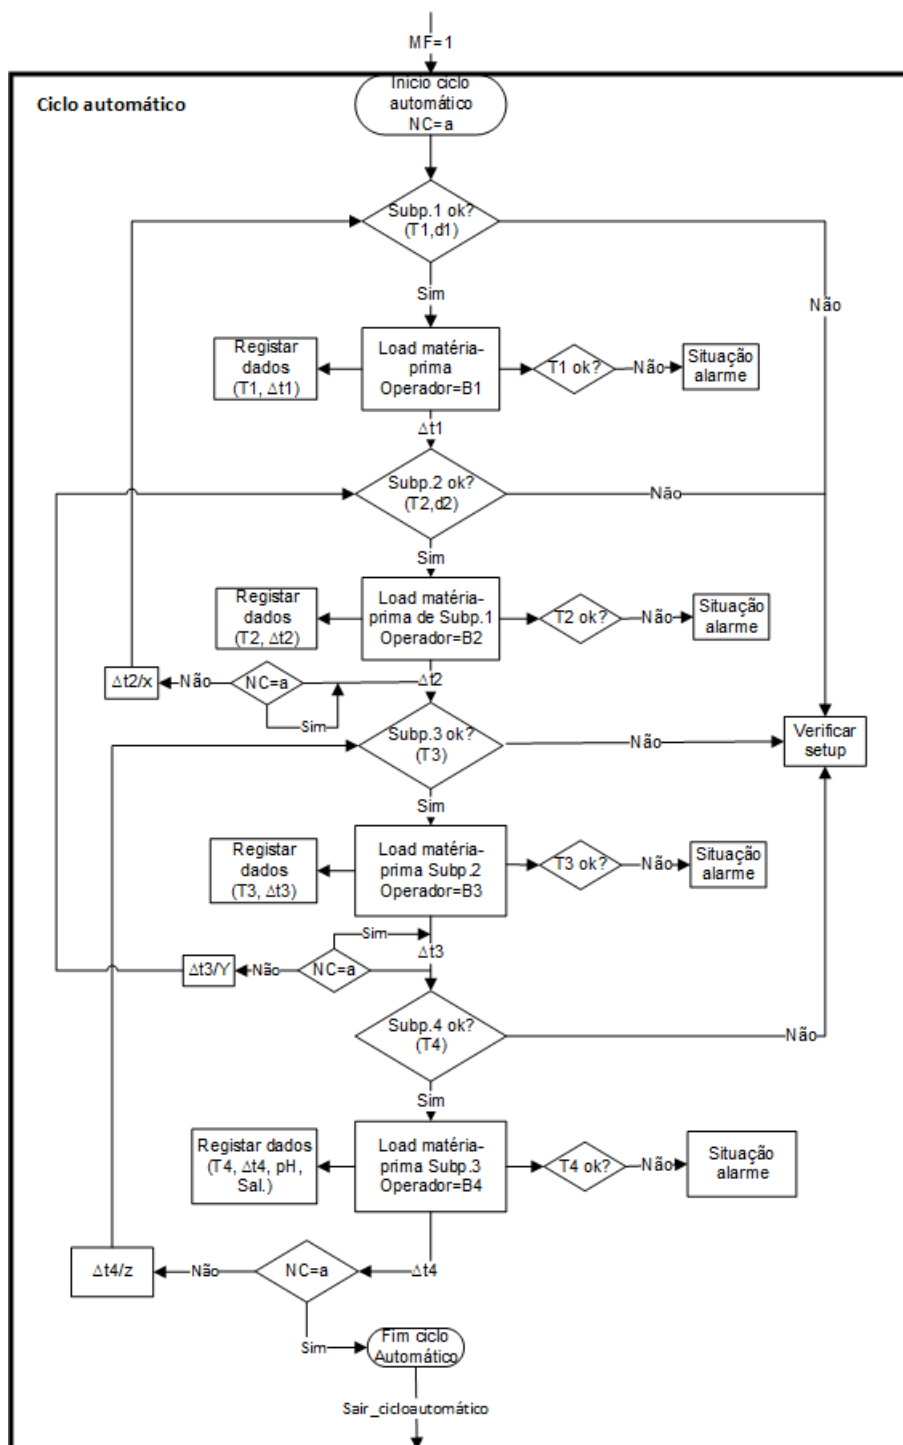 MF=1
Ciclo automático
Inicio ciclo
automático
NC=a
Subp.1 ok?
(T1,d1)
Não
Sim
Registar
dados
(T1, Δt1)
Load matéria-
prima
Operador=B1
T1 ok?
Não
Situação
alarme
Δt1
Subp.2 ok?
(T2,d2)
Não
Sim
Registar
dados
(T2, Δt2)
Load matéria-
prima de Subp.1
Operador=B2
T2 ok?
Não
Situação
alarme
Δt2/x
Não
NC=a
Δt2
Sim
Subp.3 ok?
(T3)
Não
Verificar
setup
Sim
Registar
dados
(T3, Δt3)
Load matéria-
prima Subp.2
Operador=B3
T3 ok?
Não
Situação
alarme
Sim
Δt3
Δt3/Y
Não
NC=a
Subp.4 ok?
(T4)
Não
Sim
Registar dados
(T4, Δt4, pH,
Sal.)
Load matéria-
prima Subp.3
Operador=B4
T4 ok?
Não
Situação
alarme
Δt4/z
Não
NC=a
Δt4
Sim
Fim ciclo
Automático
Sair_cicloautomático